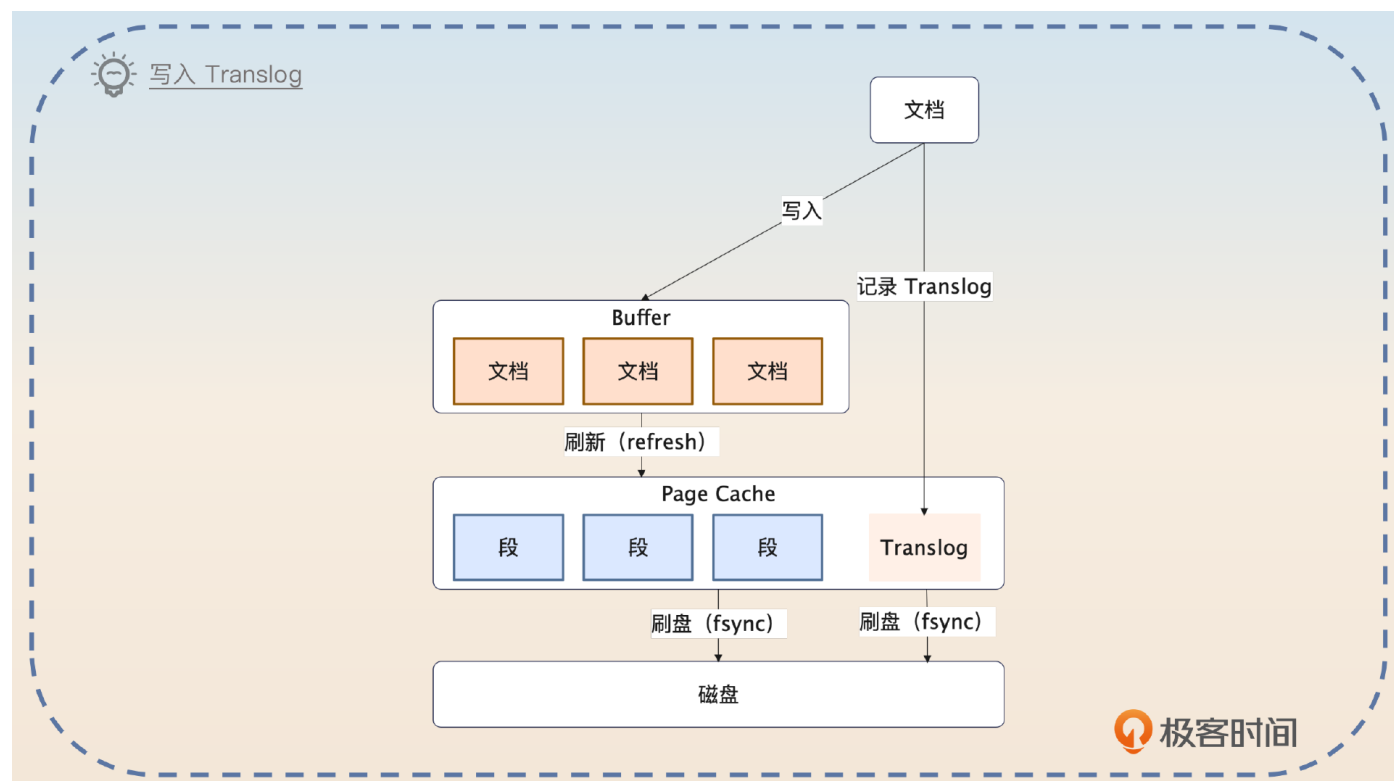 写入 Translog
文档
写入
记录 Translog
Buffer
文档 文档 文档
刷新（refresh）
Page Cache
段 段 段 Translog
刷盘（fsync） 刷盘（fsync）
磁盘
极客时间